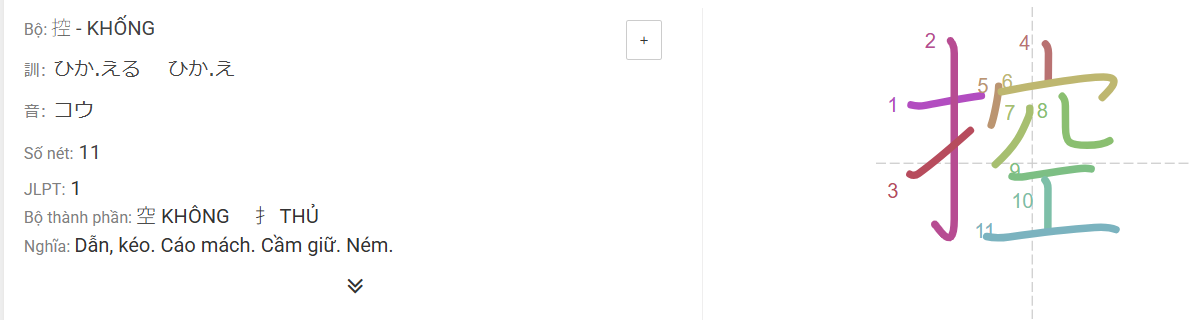 Bộ: 控 - KHỐNG
+
訓: ひか.える ひか.え
音: コウ
Số nét: 11
JLPT: 1
Bộ thành phần: 空 KHÔNG 扌 THỦ
Nghĩa: Dẫn, kéo. Cáo mách. Cầm giữ. Ném.
控
1
2
3
4
5
6
7
8
9
10
11